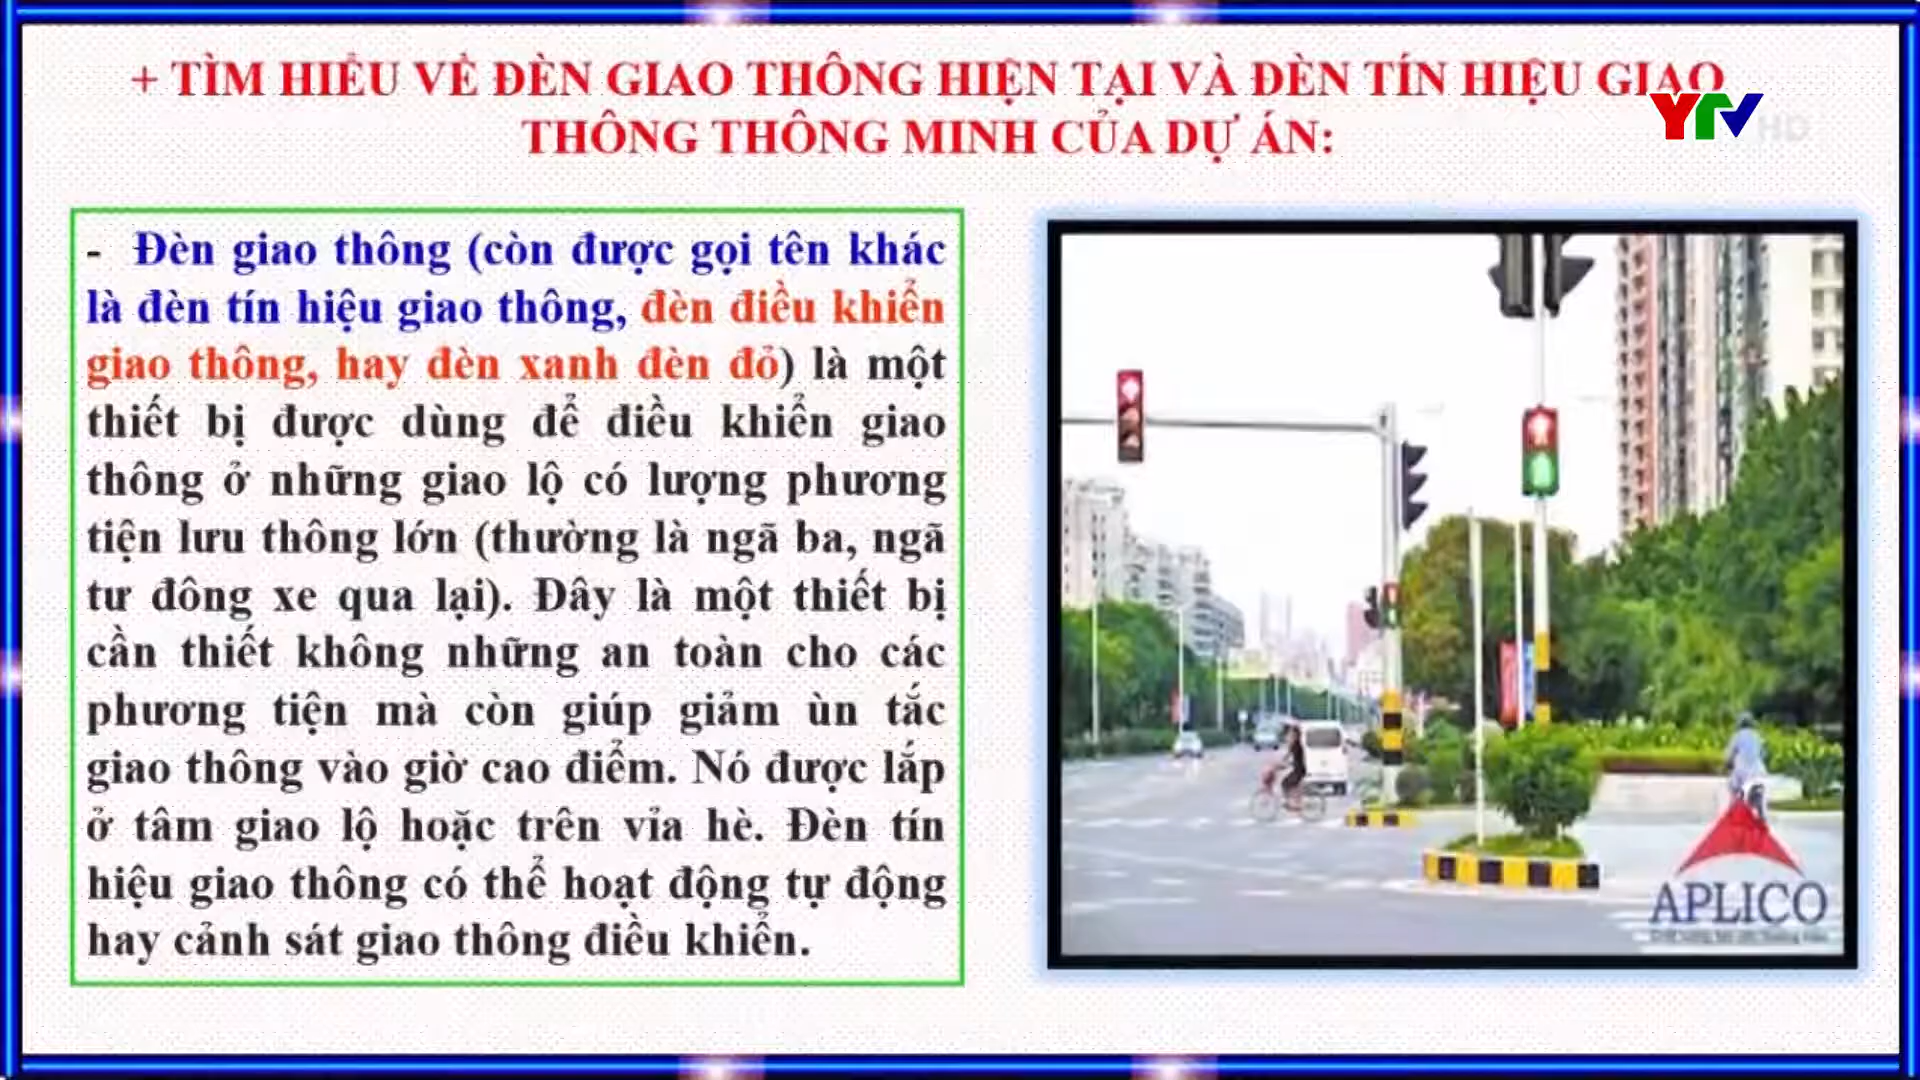 + TÌM HIỂU VỀ ĐÈN GIAO THÔNG HIỆN TẠI VÀ ĐÈN TÍN HIỆU GIAO
THÔNG THÔNG MINH CỦA DỰ ÁN:
YTV HD
- Đèn giao thông (còn được gọi tên khác
là đèn tín hiệu giao thông, đèn điều khiển
giao thông, hay đèn xanh đèn đỏ) là một
thiết bị được dùng để điều khiển giao
thông ở những giao lộ có lượng phương
tiện lưu thông lớn (thường là ngã ba, ngã
tư đông xe qua lại). Đây là một thiết bị
cần thiết không những an toàn cho các
phương tiện mà còn giúp giảm ùn tắc
giao thông vào giờ cao điểm. Nó được lắp
ở tâm giao lộ hoặc trên vỉa hè. Đèn tín
hiệu giao thông có thể hoạt động tự động
hay cảnh sát giao thông điều khiển.
APLICO